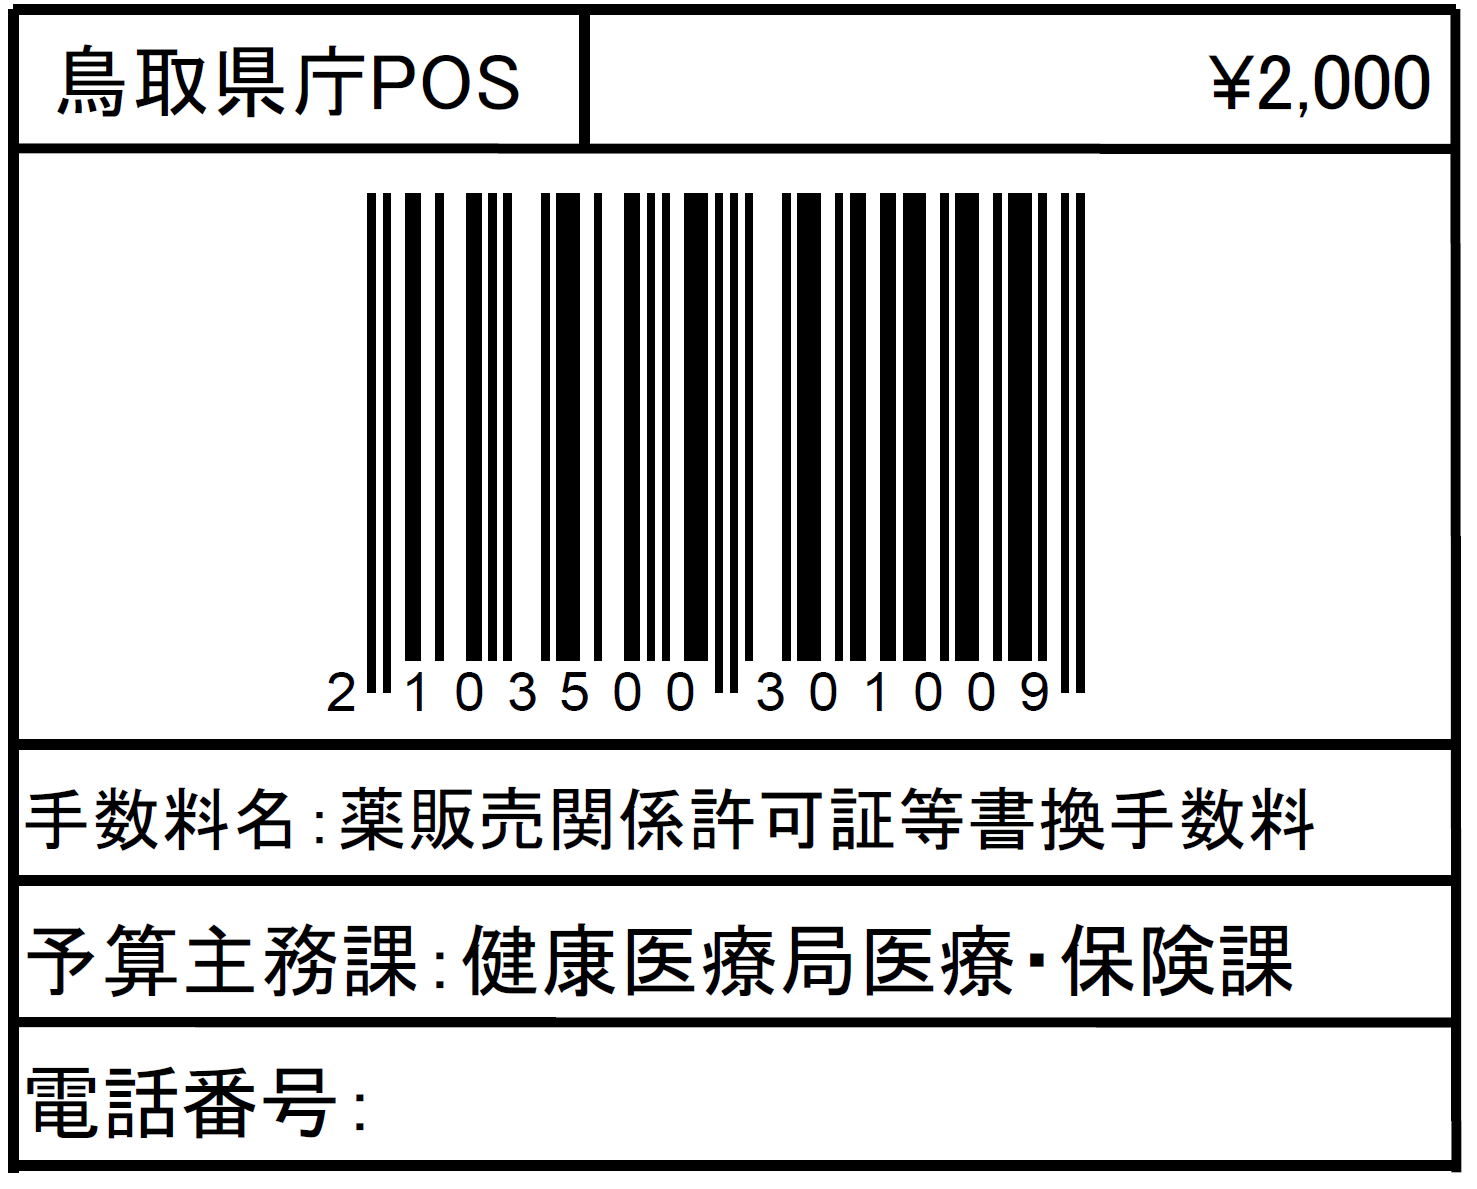 鳥取県庁POS
¥2,000
2 103500 301009
手数料名:薬販売関係許可証等書換手数料
予算主務課:健康医療局医療・保険課
電話番号: